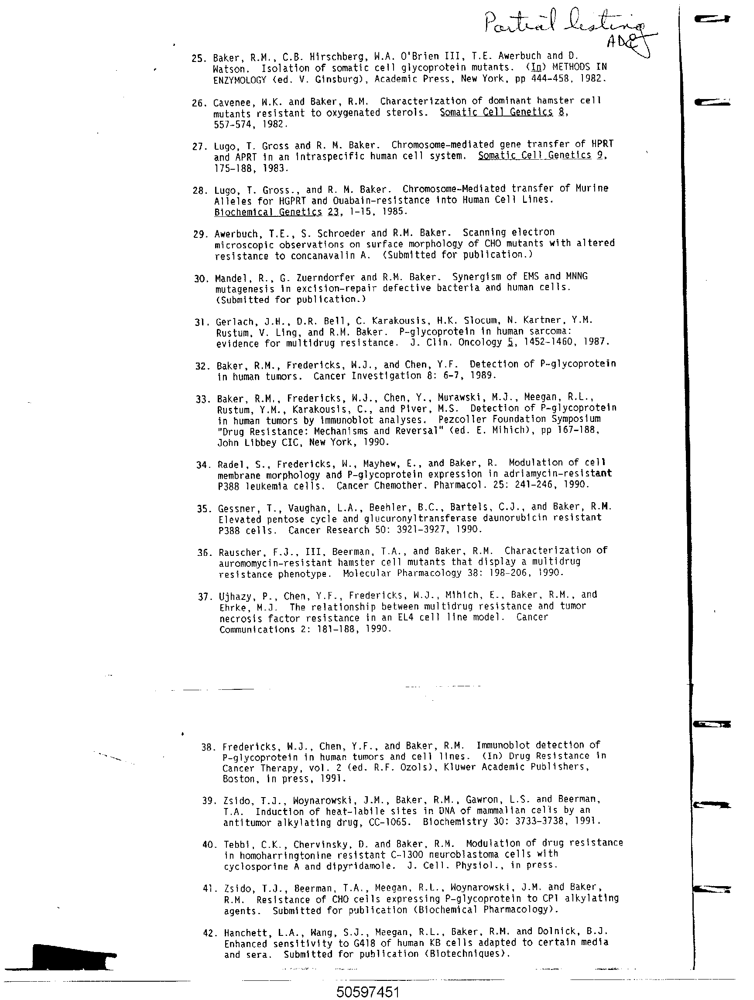 Partial listing
25. Baker, R.M., C.B. Hirschberg, W.A. O'Brien III, T.E. Awerbuch and D.
Watson. Isolation of somatic cell glycoprotein mutants. (In) METHODS IN
ENZYMOLOGY (ed. V. Ginsburg), Academic Press, New York, pp 444-458, 1982.
26. Cavenee, W.K. and Baker, R.M. Characterization of dominant hamster cell
mutants resistant to oxygenated sterols. Somatic Cell Genetics 8,
557-574, 1982.
27. Lugo, T. Gross and R. M. Baker. Chromosome-mediated gene transfer of HPRT
and APRT in an intraspecific human cell system. Somatic Cell Genetics 9,
175-188, 1983.
28. Lugo, T. Gross., and R. M. Baker. Chromosome-Mediated transfer of Murine
Alleles for HGPRT and Ouabain-resistance into Human Cell Lines.
Biochemical Genetics 23, 1-15, 1985.
29. Awerbuch, T.E., S. Schroeder and R.M. Baker. Scanning electron
microscopic observations on surface morphology of CHO mutants with altered
resistance to concanavalin A. (Submitted for publication.)
30. Mandel, R., G. Zuerndorfer and R.M. Baker. Synergism of EMS and MNNG
mutagenesis in excision-repair defective bacteria and human cells.
(Submitted for publication.)
31. Gerlach, J.H., D.R. Bell, C. Karakousis, H.K. Slocum, N. Kartner, Y.M.
Rustum, V. Ling, and R.M. Baker. P-glycoprotein in human sarcoma:
evidence for multidrug resistance. J. Clin. Oncology 5, 1452-1460, 1987.
32. Baker, R.M., Fredericks, W.J., and Chen, Y.F. Detection of P-glycoprotein
in human tumors. Cancer Investigation 8: 6-7, 1989.
33. Baker, R.M., Fredericks, W.J., Chen, Y., Murawski, M.J., Meegan, R.L.,
Rustum, Y.M., Karakousis, C., and Piver, M.S. Detection of P-glycoprotein
in human tumors by immunoblot analyses. Pezcoller Foundation Symposium
"Drug Resistance: Mechanisms and Reversal" (ed. E. Mihich), pp 167-188,
John Libbey CIC, New York, 1990.
34. Radel, S., Fredericks, W., Mayhew, E., and Baker, R. Modulation of cell
membrane morphology and P-glycoprotein expression in adriamycin-resistant
P388 leukemia cells. Cancer Chemother. Pharmacol. 25: 241-246, 1990.
35. Gessner, T., Vaughan, L.A., Beehler, B.C., Bartels, C.J., and Baker, R.M.
Elevated pentose cycle and glucuronyltransferase daunorubicin resistant
P388 cells. Cancer Research 50: 3921-3927, 1990.
36. Rauscher, F.J., III, Beerman, T.A., and Baker, R.M. Characterization of
auromomycin-resistant hamster cell mutants that display a multidrug
resistance phenotype. Molecular Pharmacology 38: 198-206, 1990.
37. Ujhazy, P., Chen, Y.F., Fredericks, W.J., Mihich, E., Baker, R.M., and
Ehrke, M.J. The relationship between multidrug resistance and tumor
necrosis factor resistance in an EL4 cell line model. Cancer
Communications 2: 181-188, 1990.
38. Fredericks, W.J., Chen, Y.F., and Baker, R.M. Immunoblot detection of
P-glycoprotein in human tumors and cell lines. (In) Drug Resistance in
Cancer Therapy, vol. 2 (ed. R.F. Ozols), Kluwer Academic Publishers,
Boston, in press, 1991.
39. Zsido, T.J., Woynarowski, J.M., Baker, R.M., Gawron, L.S. and Beerman,
T.A. Induction of heat-labile sites in DNA of mammalian cells by an
antitumor alkylating drug, CC-1065. Biochemistry 30: 3733-3738, 1991.
40. Tebbi, C.K., Chervinsky, D. and Baker, R.M. Modulation of drug resistance
in homoharringtonine resistant C-1300 neuroblastoma cells with
cyclosporine A and dipyridamole. J. Cell. Physiol., in press.
41. Zsido, T.J., Beerman, T.A., Meegan, R.L., Woynarowski, J.M. and Baker,
R.M. Resistance of CHO cells expressing P-glycoprotein to CPI alkylating
agents. Submitted for publication (Biochemical Pharmacology).
42. Hanchett, L.A., Wang, S.J., Meegan, R.L., Baker, R.M. and Dolnick, B.J.
Enhanced sensitivity to G418 of human KB cells adapted to certain media
and sera. Submitted for publication (Biotechniques).
50597451